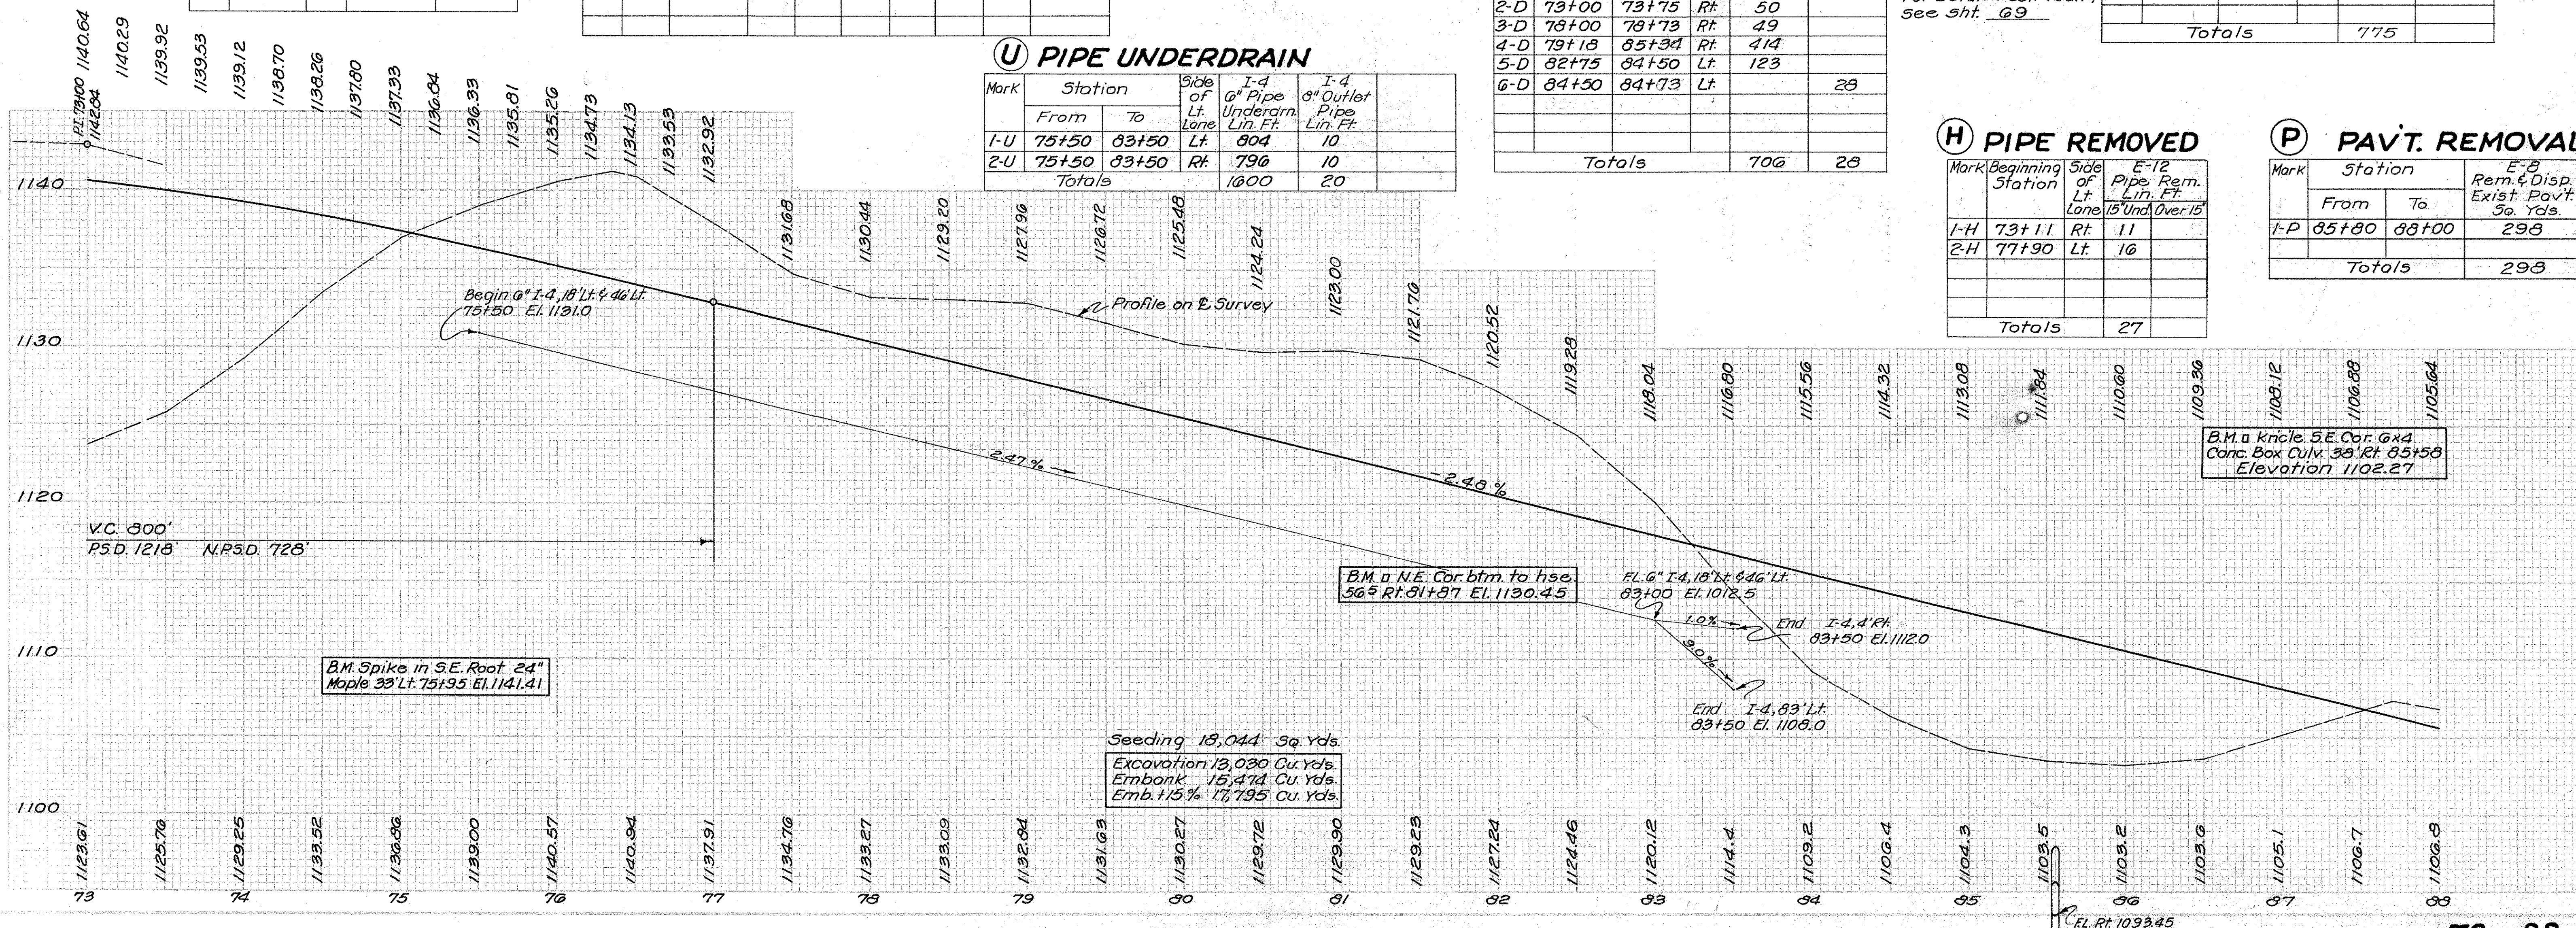 2-D 73+00 73+75 Rt. 50
3-D 78+00 78+73 Rt. 49
4-D 79+18 85+34 Rt. 414
5-D 82+75 84+50 Lt. 123
6-D 84+50 84+73 Lt. 28
Totals 706 28
see sht. 69
Totals 775
U PIPE UNDERDRAIN
Mark Station Side of Lt. Lane I-4 6" Pipe Underdrn. Lin. Ft. I-4 8" Outlet Pipe Lin. Ft.
From To
1-U 75+50 83+50 Lt. 804 10
2-U 75+50 83+50 Rt. 796 10
Totals 1600 20
H PIPE REMOVED
Mark Beginning Station Side of Lt. Lane E-12 Pipe Rem. Lin. Ft.
15"Und. Over 15"
1-H 73+11 Rt. 11
2-H 77+90 Lt. 16
Totals 27
P PAV'T. REMOVAL
Mark Station E-8 Rem. & Disp. Exist. Pav't. Sq. Yds.
From To
1-P 85+80 88+00 298
Totals 298
P.I. 73+00
1142.84
1140.64 1140.29 1139.92 1139.53 1139.12 1138.70 1138.26 1137.80 1137.33 1136.84 1136.33 1135.81 1135.26 1134.73 1134.13 1133.53 1132.92 1131.68 1130.44 1129.20 1127.96 1126.72 1125.48 1124.24 1123.00 1121.76 1120.52 1119.28 1118.04 1116.80 1115.56 1114.32 1113.08 1111.84 1110.60 1109.36 1108.12 1106.88 1105.64
1140
1130
1120
1110
1100
Begin 6" I-4, 18' Lt. & 46' Lt.
75+50 El. 1131.0
Profile on ℄ Survey
2.47%
-2.48%
V.C. 800'
P.S.D. 1218' N.P.S.D. 728'
B.M. □ Kricle S.E. Cor. 6x4
Conc. Box Culv. 38' Rt. 85+58
Elevation 1102.27
B.M. □ N.E. Cor. btm. to hse.
56⁵ Rt. 81+87 El. 1130.45
F.L. 6" I-4, 18' Lt. & 46' Lt.
83+00 El. 1012.5
1.0%
End I-4, 4' Rt.
83+50 El. 1112.0
9.0%
End I-4, 83' Lt.
83+50 El. 1108.0
B.M. Spike in S.E. Root 24"
Maple 33' Lt. 75+95 El. 1141.41
Seeding 18,044 Sq. Yds.
Excavation 13,030 Cu. Yds.
Embank. 15,474 Cu. Yds.
Emb. +15% 17,795 Cu. Yds.
1123.61 1125.76 1129.25 1133.52 1136.86 1139.00 1140.57 1140.94 1137.91 1134.76 1133.27 1133.09 1132.84 1131.63 1130.27 1129.72 1129.90 1129.23 1127.24 1124.46 1120.12 1114.4 1109.2 1106.4 1104.3 1103.5 1103.2 1103.6 1105.1 1106.7 1106.8
73 74 75 76 77 78 79 80 81 82 83 84 85 86 87 88
F.L. Rt. 1093.45